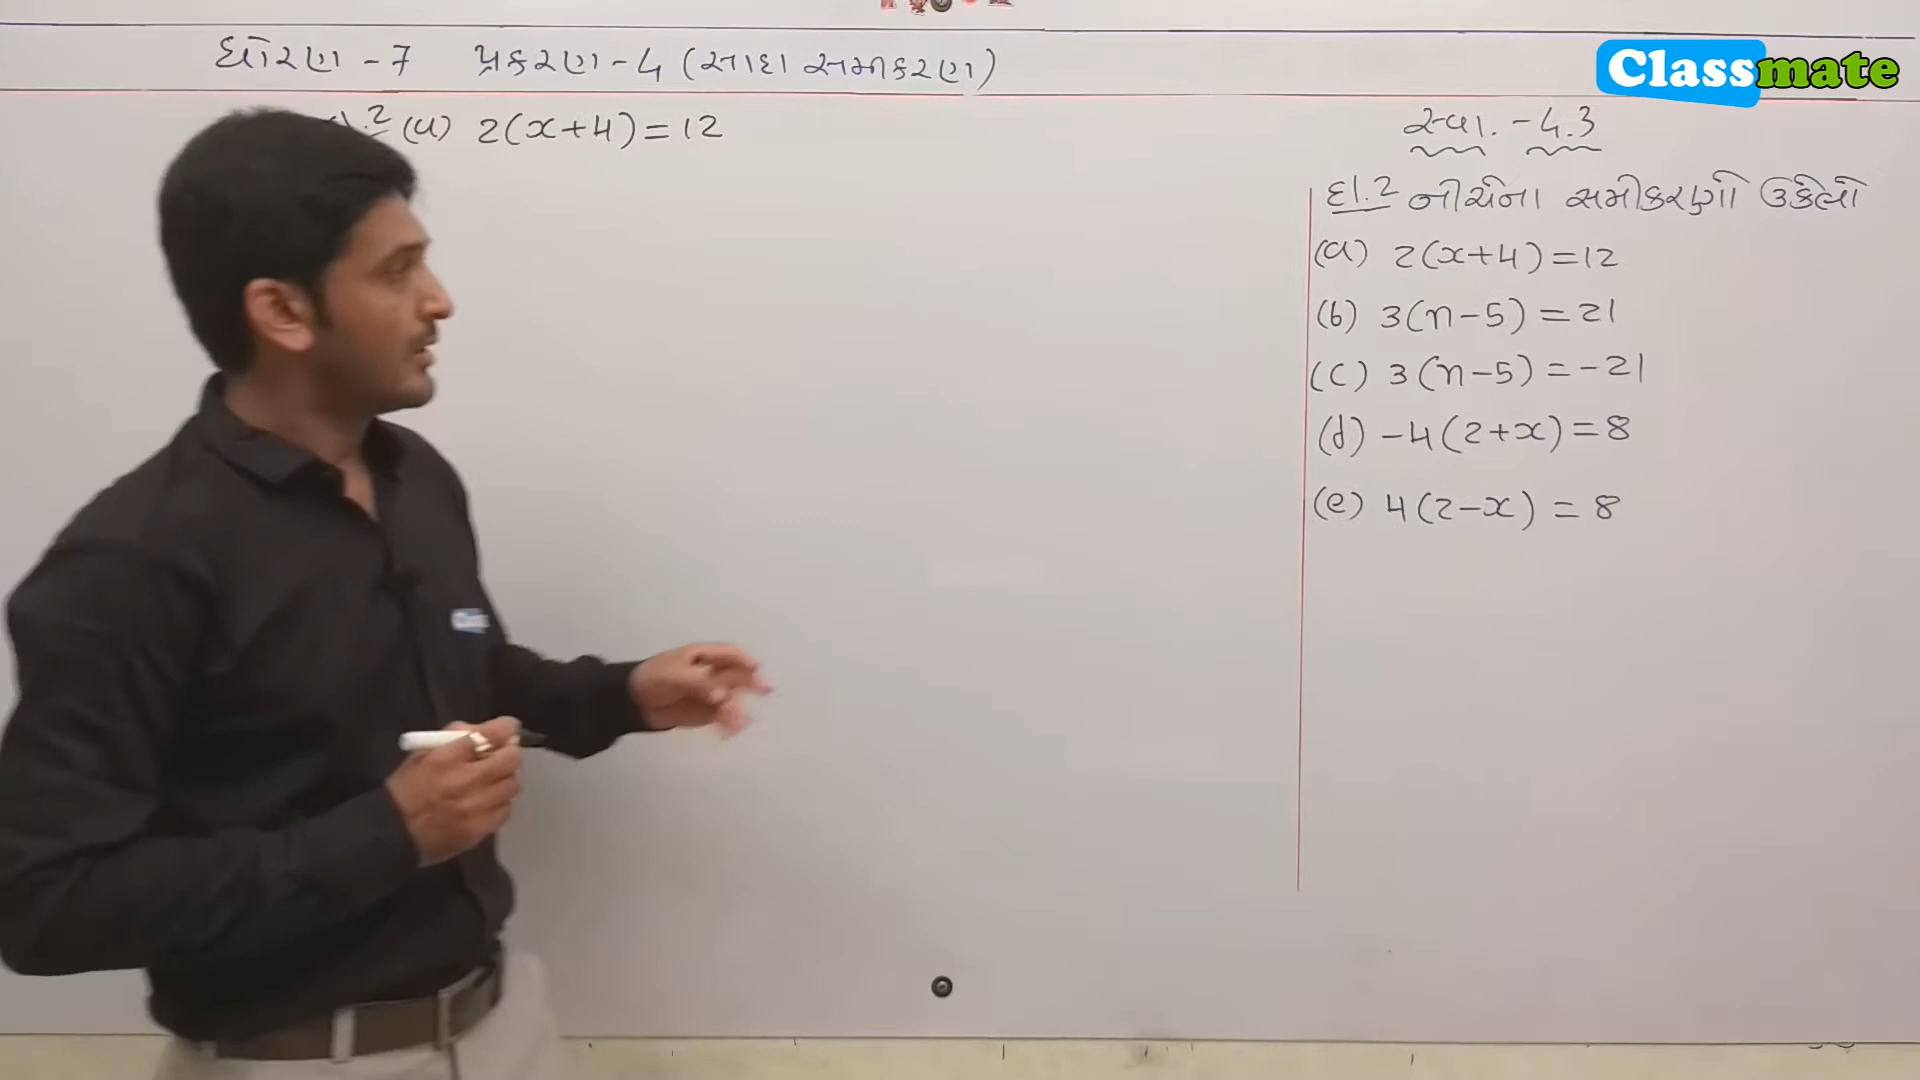 ધોરણ -7 પ્રકરણ-4 (સાદા સમીકરણ)
.2 (a) 2(x+4)=12
Classmate
સ્વા. -4.3
દા.2 નીચેના સમીકરણો ઉકેલો
(a) 2(x+4)=12
(b) 3(n-5)=21
(c) 3(n-5)=-21
(d) -4(2+x)=8
(e) 4(2-x)=8